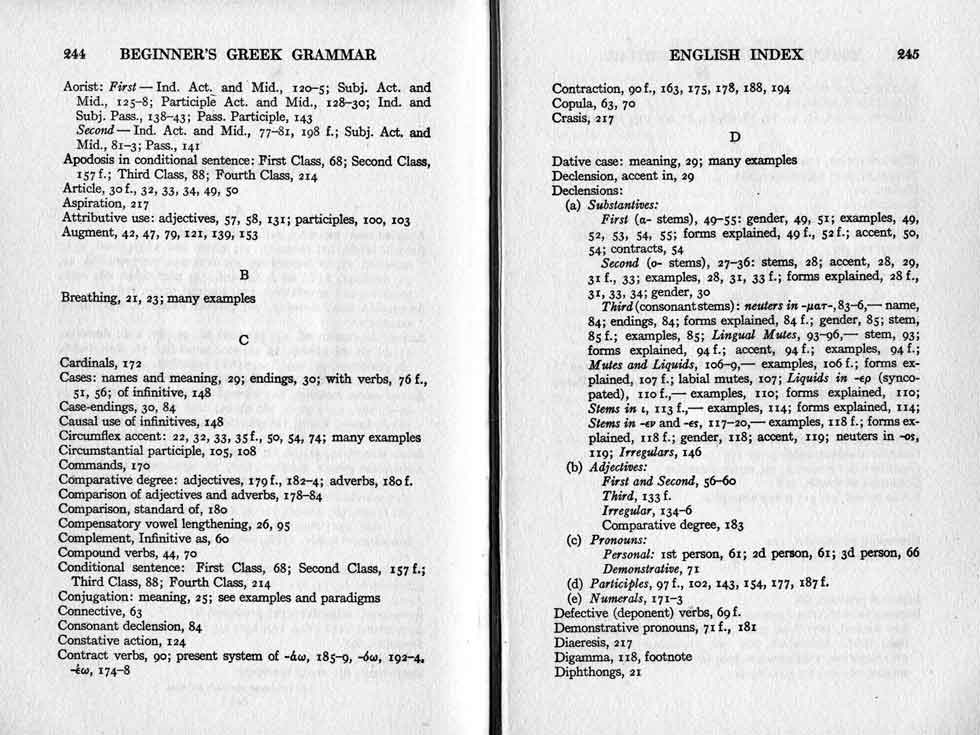 244 BEGINNER'S GREEK GRAMMAR
Aorist: First — Ind. Act. and Mid., 120–5; Subj. Act. and
Mid., 125–8; Participle Act. and Mid., 128–30; Ind. and
Subj. Pass., 138–43; Pass. Participle, 143
Second — Ind. Act. and Mid., 77–81, 198 f.; Subj. Act. and
Mid., 81–3; Pass., 141
Apodosis in conditional sentence: First Class, 68; Second Class,
157 f.; Third Class, 88; Fourth Class, 214
Article, 30 f., 32, 33, 34, 49, 50
Aspiration, 217
Attributive use: adjectives, 57, 58, 131; participles, 100, 103
Augment, 42, 47, 79, 121, 139, 153
B
Breathing, 21, 23; many examples
C
Cardinals, 172
Cases: names and meaning, 29; endings, 30; with verbs, 76 f.,
51, 56; of infinitive, 148
Case-endings, 30, 84
Causal use of infinitives, 148
Circumflex accent: 22, 32, 33, 35 f., 50, 54, 74; many examples
Circumstantial participle, 105, 108
Commands, 170
Comparative degree: adjectives, 179 f., 182–4; adverbs, 180 f.
Comparison of adjectives and adverbs, 178–84
Comparison, standard of, 180
Compensatory vowel lengthening, 26, 95
Complement, Infinitive as, 60
Compound verbs, 44, 70
Conditional sentence: First Class, 68; Second Class, 157 f.;
Third Class, 88; Fourth Class, 214
Conjugation: meaning, 25; see examples and paradigms
Connective, 63
Consonant declension, 84
Constative action, 124
Contract verbs, 90; present system of -άω, 185–9, -όω, 192–4,
-έω, 174–8
ENGLISH INDEX 245
Contraction, 90 f., 163, 175, 178, 188, 194
Copula, 63, 70
Crasis, 217
D
Dative case: meaning, 29; many examples
Declension, accent in, 29
Declensions:
(a) Substantives:
First (α- stems), 49–55: gender, 49, 51; examples, 49,
52, 53, 54, 55; forms explained, 49 f., 52 f.; accent, 50,
54; contracts, 54
Second (ο- stems), 27–36: stems, 28; accent, 28, 29,
31 f., 33; examples, 28, 31, 33 f.; forms explained, 28 f.,
31, 33, 34; gender, 30
Third (consonant stems): neuters in -ματ-, 83–6,— name,
84; endings, 84; forms explained, 84 f.; gender, 85; stem,
85 f.; examples, 85; Lingual Mutes, 93–96,— stem, 93;
forms explained, 94 f.; accent, 94 f.; examples, 94 f.;
Mutes and Liquids, 106–9,— examples, 106 f.; forms ex-
plained, 107 f.; labial mutes, 107; Liquids in -ερ (synco-
pated), 110 f.,— examples, 110; forms explained, 110;
Stems in ι, 113 f.,— examples, 114; forms explained, 114;
Stems in -ευ and -ες, 117–20,— examples, 118 f.; forms ex-
plained, 118 f.; gender, 118; accent, 119; neuters in -ος,
119; Irregulars, 146
(b) Adjectives:
First and Second, 56–60
Third, 133 f.
Irregular, 134–6
Comparative degree, 183
(c) Pronouns:
Personal: 1st person, 61; 2d person, 61; 3d person, 66
Demonstrative, 71
(d) Participles, 97 f., 102, 143, 154, 177, 187 f.
(e) Numerals, 171–3
Defective (deponent) verbs, 69 f.
Demonstrative pronouns, 71 f., 181
Diaeresis, 217
Digamma, 118, footnote
Diphthongs, 21